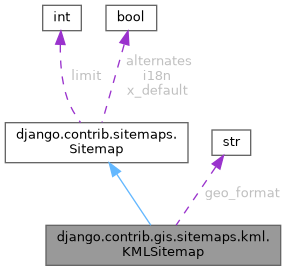 int
bool
limit
alternates
i18n
x_default
django.contrib.sitemaps.
Sitemap
str
geo_format
django.contrib.gis.sitemaps.kml.
KMLSitemap